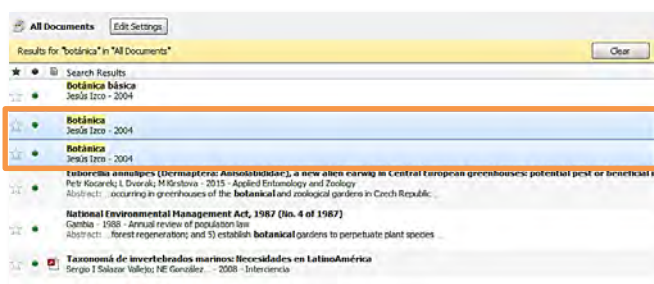 All Documents Edit Settings
Results for "botánica" in "All Documents" Clear
Search Results
Botánica básica
Jesús Izco - 2004
Botánica
Jesús Izco - 2004
Botánica
Jesús Izco - 2004
Euborellia annulipes (Dermaptera: Anisolabididae), a new alien earwig in Central European greenhouses: potential pest or beneficial i
Petr Kocarek; L Dvorak; M Kirstova - 2015 - Applied Entomology and Zoology
Abstract: ...occurring in greenhouses of the botanical and zoological gardens in Czech Republic...
National Environmental Management Act, 1987 (No. 4 of 1987)
Gambia - 1988 - Annual review of population law
Abstract: ...forest regeneration; and 5) establish botanical gardens to perpetuate plant species ...
Taxonomá de invertebrados marinos: Necesidades en LatinoAmérica
Sergio I Salazar Vallejo; NE González... - 2008 - Interciencia